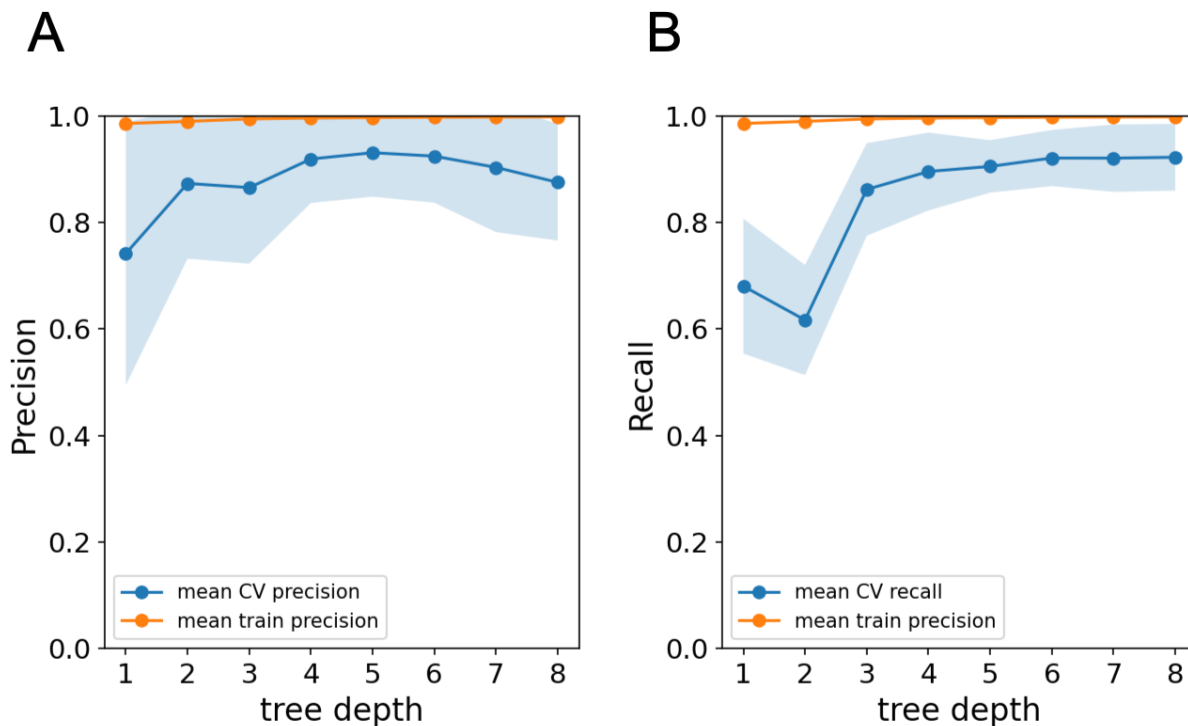 A
1.0
0.8
0.6
0.4
0.2
0.0
Precision
mean CV precision
mean train precision
1 2 3 4 5 6 7 8
tree depth
B
1.0
0.8
0.6
0.4
0.2
0.0
Recall
mean CV recall
mean train precision
1 2 3 4 5 6 7 8
tree depth